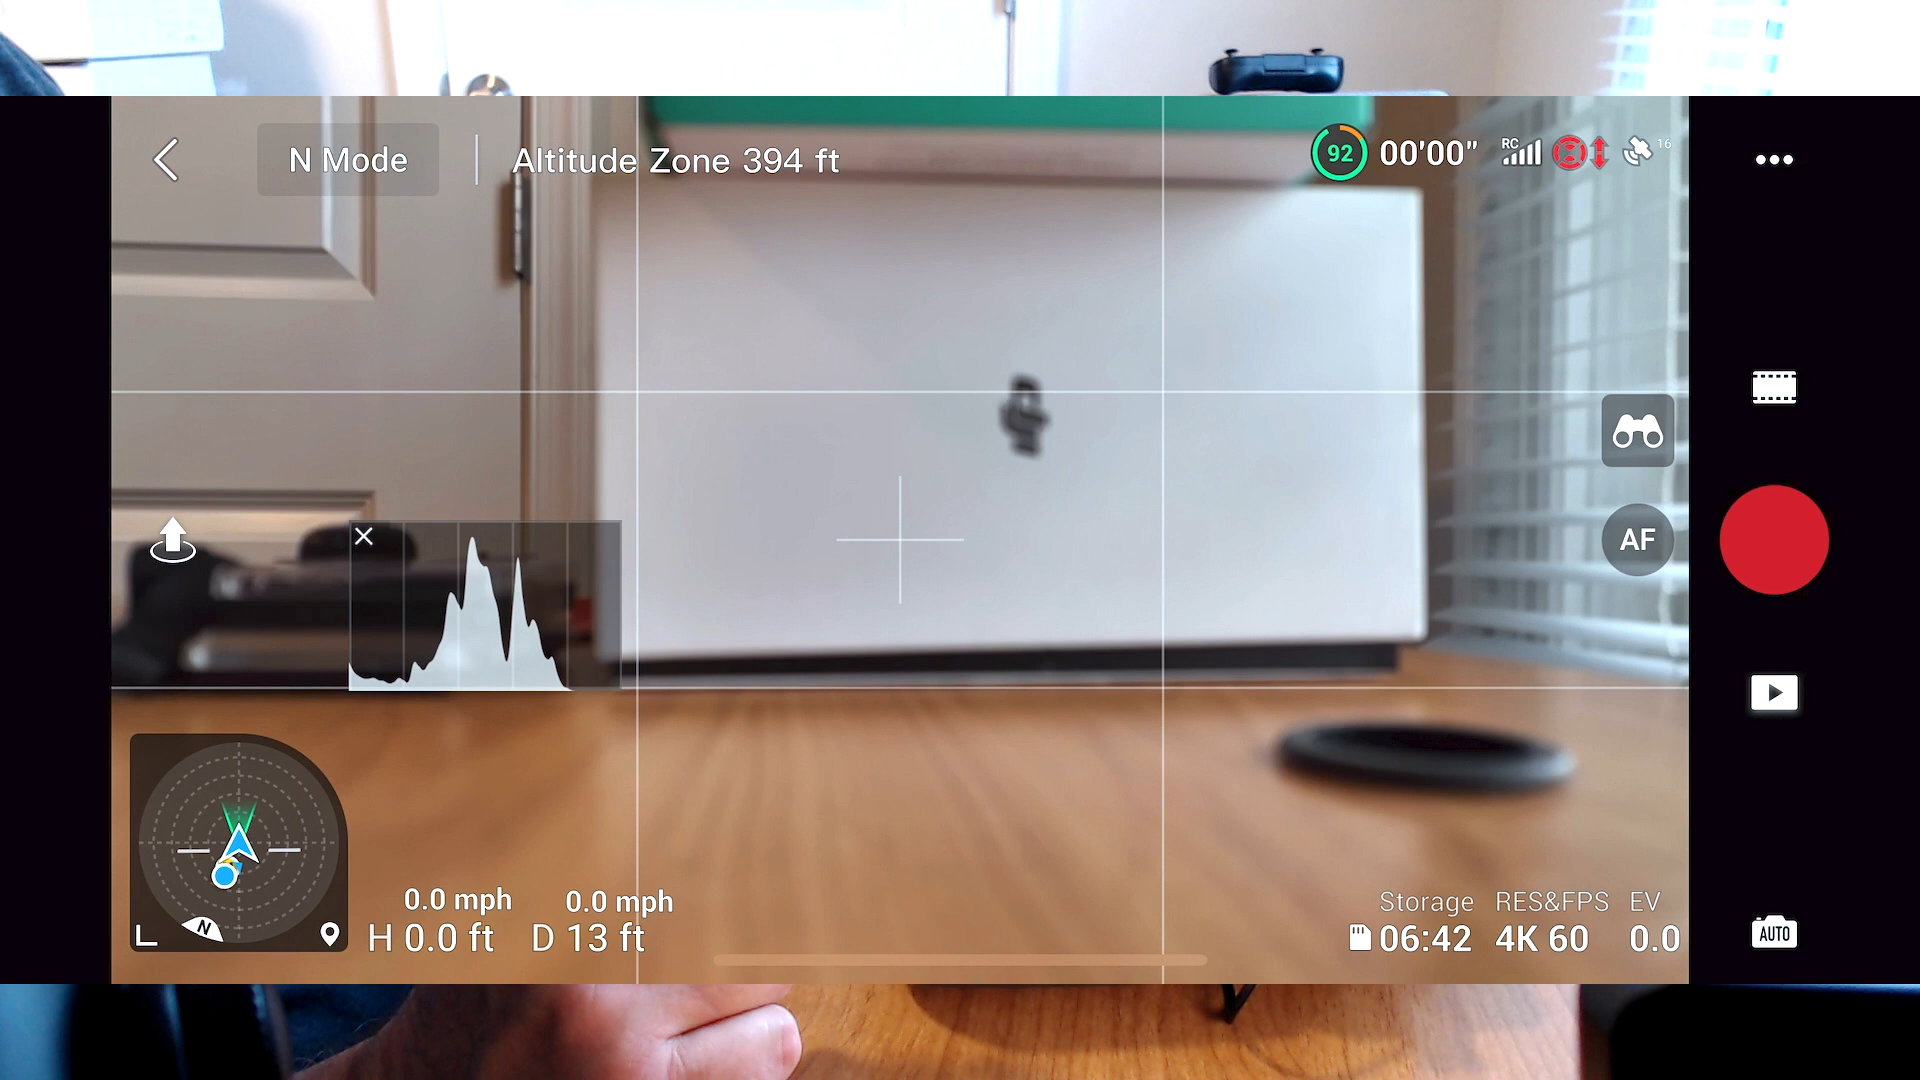 N Mode
Altitude Zone 394 ft
92
00'00"
RC
16
AF
N
0.0 mph
0.0 mph
H 0.0 ft
D 13 ft
Storage
RES&FPS
EV
06:42
4K 60
0.0
AUTO